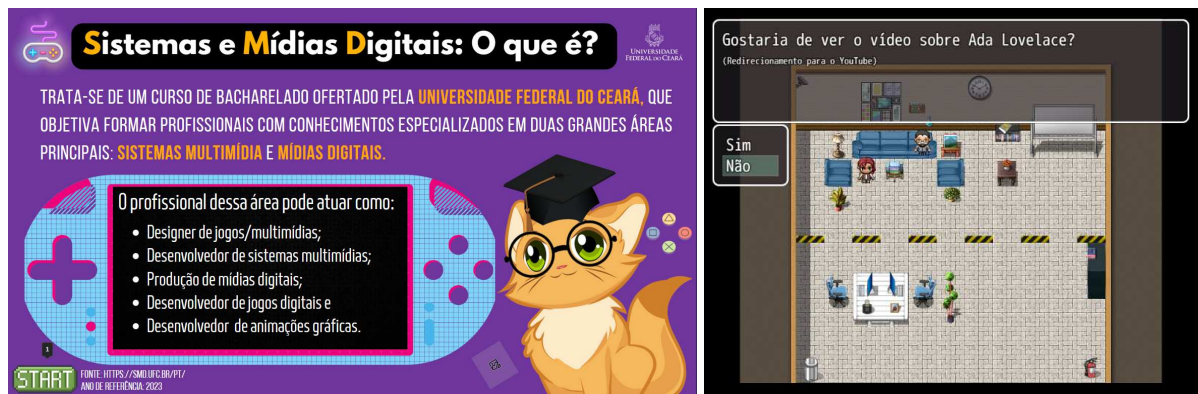 Sistemas e Mídias Digitais: O que é?
UNIVERSIDADE
FEDERAL DO CEARÁ
TRATA-SE DE UM CURSO DE BACHARELADO OFERTADO PELA UNIVERSIDADE FEDERAL DO CEARÁ, QUE
OBJETIVA FORMAR PROFISSIONAIS COM CONHECIMENTOS ESPECIALIZADOS EM DUAS GRANDES ÁREAS
PRINCIPAIS: SISTEMAS MULTIMÍDIA E MÍDIAS DIGITAIS.
O profissional dessa área pode atuar como:
• Designer de jogos/multimídias;
• Desenvolvedor de sistemas multimídias;
• Produção de mídias digitais;
• Desenvolvedor de jogos digitais e
• Desenvolvedor de animações gráficas.
1
START
FONTE: HTTPS://SMD.UFC.BR/PT/
ANO DE REFERÊNCIA: 2023
Gostaria de ver o vídeo sobre Ada Lovelace?
(Redirecionamento para o YouTube)
Sim
Não